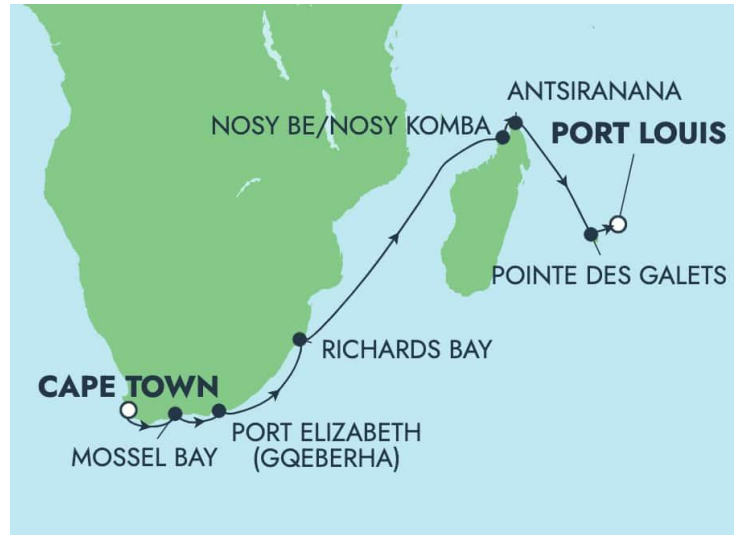 ANTSIRANANA
NOSY BE/NOSY KOMBA
PORT LOUIS
POINTE DES GALETS
RICHARDS BAY
CAPE TOWN
PORT ELIZABETH
(GQEBERHA)
MOSSEL BAY